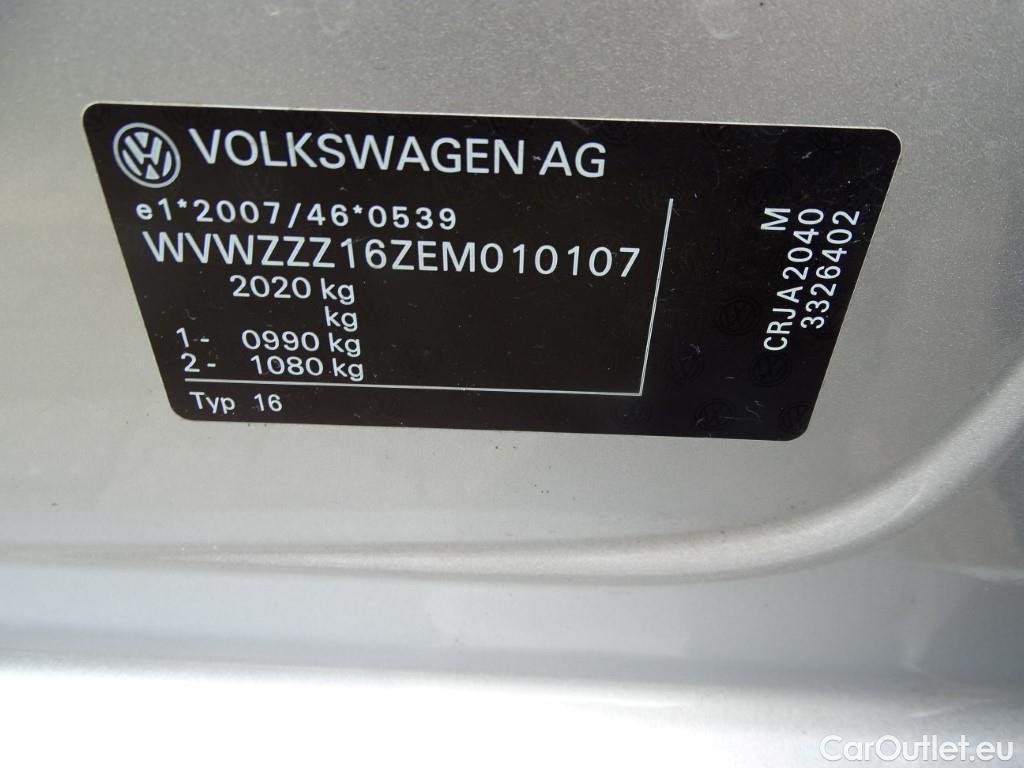 VOLKSWAGEN AG
e1*2007/46*0539
WVWZZZ16ZEM010107
2020 kg
kg
1- 0990 kg
2- 1080 kg
Typ 16
M
CRJA2040
3326402
CarOutlet.eu